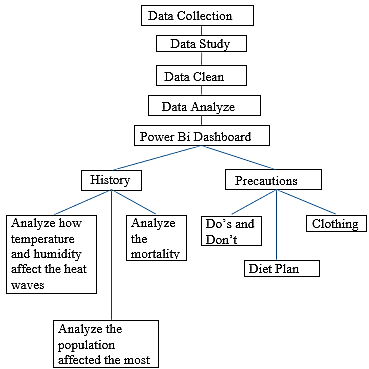 Data Collection
Data Study
Data Clean
Data Analyze
Power Bi Dashboard
History
Precautions
Analyze how
temperature
and humidity
affect the heat
waves
Analyze
the
mortality
Do's and
Don't
Clothing
Diet Plan
Analyze the
population
affected the most